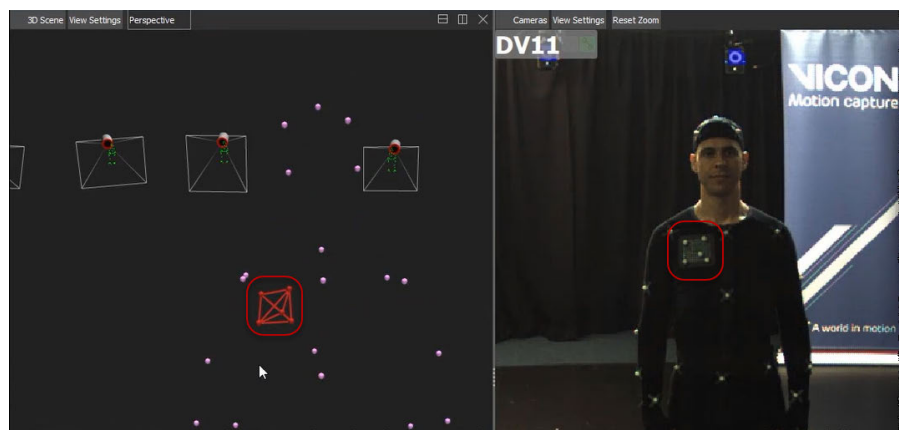 3D Scene View Settings Perspective
Cameras View Settings Reset Zoom
DV11
VICON
Motion capture
A world in motion